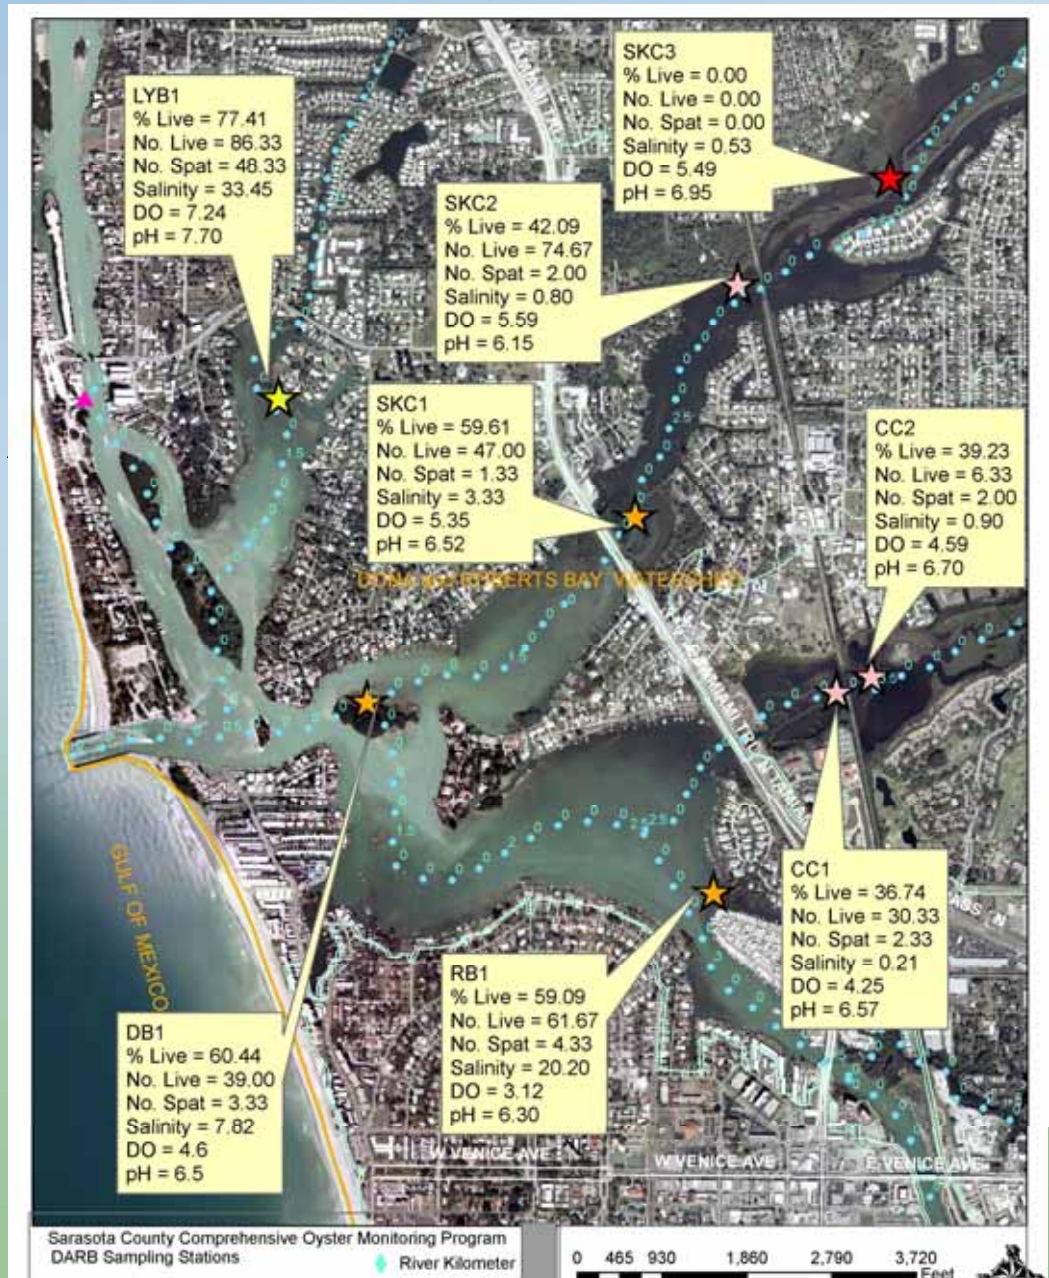 SKC3
% Live = 0.00
No. Live = 0.00
No. Spat = 0.00
Salinity = 0.53
DO = 5.49
pH = 6.95
LYB1
% Live = 77.41
No. Live = 86.33
No. Spat = 48.33
Salinity = 33.45
DO = 7.24
pH = 7.70
SKC2
% Live = 42.09
No. Live = 74.67
No. Spat = 2.00
Salinity = 0.80
DO = 5.59
pH = 6.15
SKC1
% Live = 59.61
No. Live = 47.00
No. Spat = 1.33
Salinity = 3.33
DO = 5.35
pH = 6.52
CC2
% Live = 39.23
No. Live = 6.33
No. Spat = 2.00
Salinity = 0.90
DO = 4.59
pH = 6.70
ROBERTS BAY WATERSHED
GULF OF MEXICO
CC1
% Live = 36.74
No. Live = 30.33
No. Spat = 2.33
Salinity = 0.21
DO = 4.25
pH = 6.57
RB1
% Live = 59.09
No. Live = 61.67
No. Spat = 4.33
Salinity = 20.20
DO = 3.12
pH = 6.30
DB1
% Live = 60.44
No. Live = 39.00
No. Spat = 3.33
Salinity = 7.82
DO = 4.6
pH = 6.5
W VENICE AVE
W VENICE AVE
E VENICE AVE
Sarasota County Comprehensive Oyster Monitoring Program
DARB Sampling Stations
River Kilometer
0 465 930 1,860 2,790 3,720
Feet